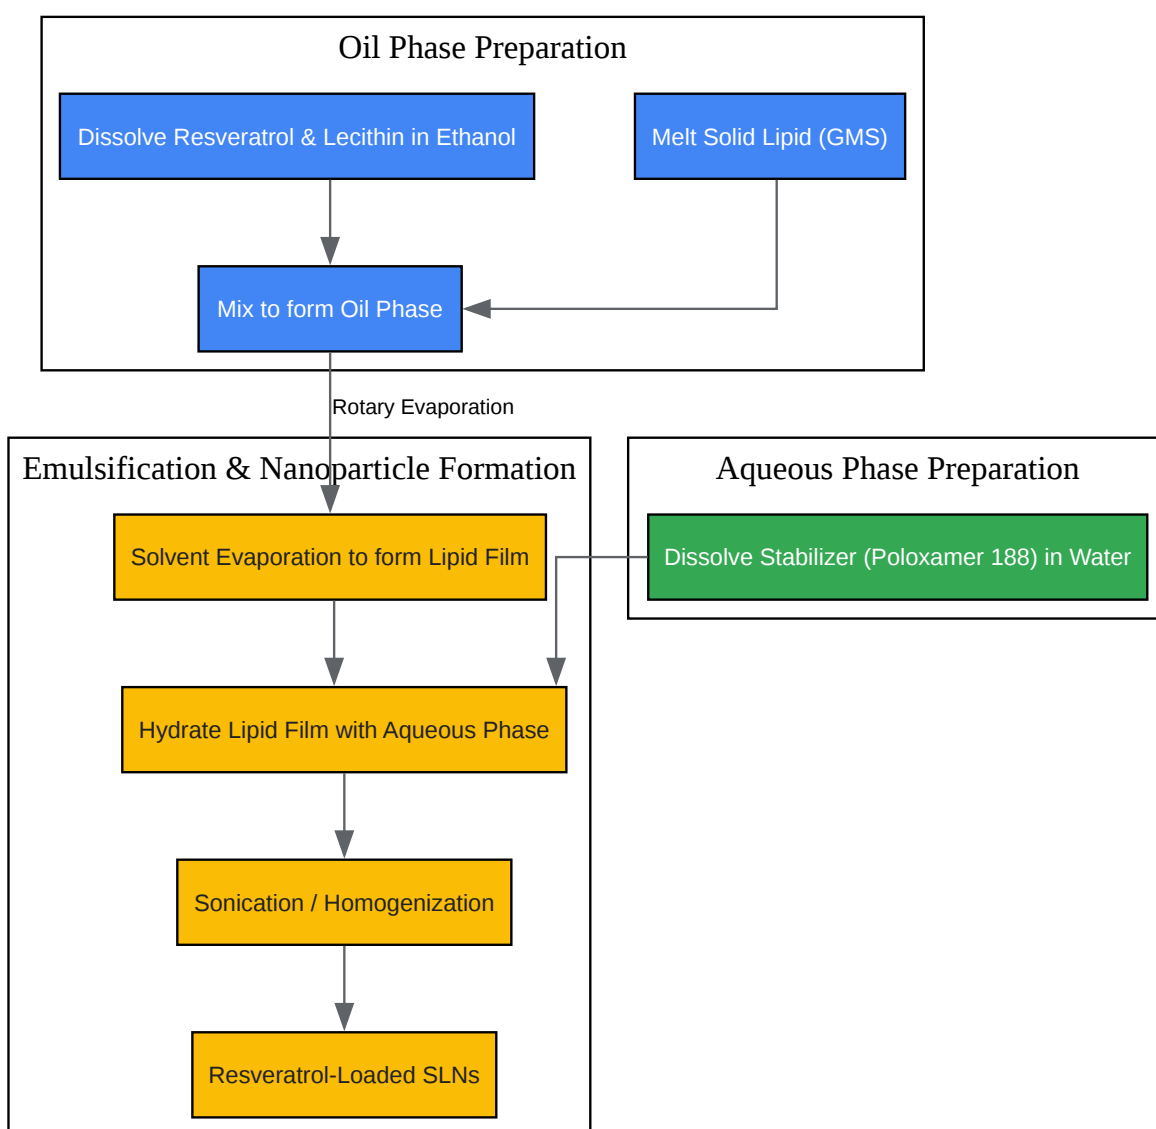 Oil Phase Preparation
Dissolve Resveratrol & Lecithin in Ethanol
Melt Solid Lipid (GMS)
Mix to form Oil Phase
Rotary Evaporation
Emulsification & Nanoparticle Formation
Aqueous Phase Preparation
Solvent Evaporation to form Lipid Film
Dissolve Stabilizer (Poloxamer 188) in Water
Hydrate Lipid Film with Aqueous Phase
Sonication / Homogenization
Resveratrol-Loaded SLNs